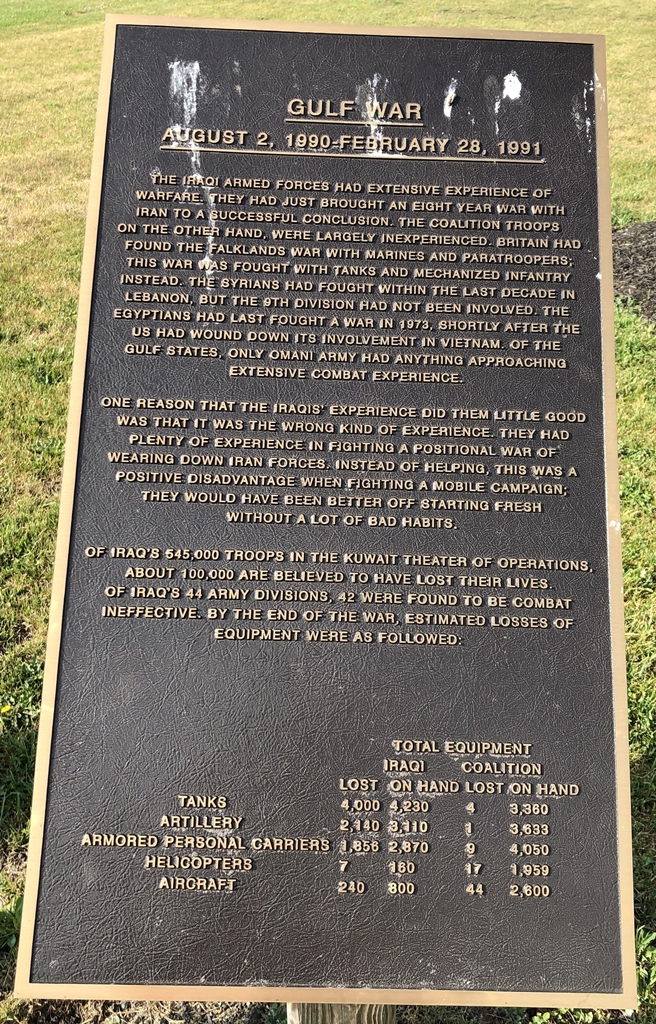 GULF WAR
AUGUST 2, 1990-FEBRUARY 28, 1991
THE IRAQI ARMED FORCES HAD EXTENSIVE EXPERIENCE OF
WARFARE. THEY HAD JUST BROUGHT AN EIGHT YEAR WAR WITH
IRAN TO A SUCCESSFUL CONCLUSION. THE COALITION TROOPS
ON THE OTHER HAND, WERE LARGELY INEXPERIENCED. BRITAIN HAD
FOUND THE FALKLANDS WAR WITH MARINES AND PARATROOPERS;
THIS WAR WAS FOUGHT WITH TANKS AND MECHANIZED INFANTRY
INSTEAD. THE SYRIANS HAD FOUGHT WITHIN THE LAST DECADE IN
LEBANON, BUT THE 9TH DIVISION HAD NOT BEEN INVOLVED. THE
EGYPTIANS HAD LAST FOUGHT A WAR IN 1973, SHORTLY AFTER THE
US HAD WOUND DOWN ITS INVOLVEMENT IN VIETNAM. OF THE
GULF STATES, ONLY OMANI ARMY HAD ANYTHING APPROACHING
EXTENSIVE COMBAT EXPERIENCE.
ONE REASON THAT THE IRAQIS' EXPERIENCE DID THEM LITTLE GOOD
WAS THAT IT WAS THE WRONG KIND OF EXPERIENCE. THEY HAD
PLENTY OF EXPERIENCE IN FIGHTING A POSITIONAL WAR OF
WEARING DOWN IRAN FORCES. INSTEAD OF HELPING, THIS WAS A
POSITIVE DISADVANTAGE WHEN FIGHTING A MOBILE CAMPAIGN;
THEY WOULD HAVE BEEN BETTER OFF STARTING FRESH
WITHOUT A LOT OF BAD HABITS.
OF IRAQ'S 545,000 TROOPS IN THE KUWAIT THEATER OF OPERATIONS,
ABOUT 100,000 ARE BELIEVED TO HAVE LOST THEIR LIVES.
OF IRAQ'S 44 ARMY DIVISIONS, 42 WERE FOUND TO BE COMBAT
INEFFECTIVE. BY THE END OF THE WAR, ESTIMATED LOSSES OF
EQUIPMENT WERE AS FOLLOWED:
TOTAL EQUIPMENT
IRAQI COALITION
LOST ON HAND LOST ON HAND
TANKS 4,000 4,230 4 3,360
ARTILLERY 2,140 3,110 1 3,633
ARMORED PERSONAL CARRIERS 1,856 2,870 9 4,050
HELICOPTERS 7 160 17 1,959
AIRCRAFT 240 800 44 2,600